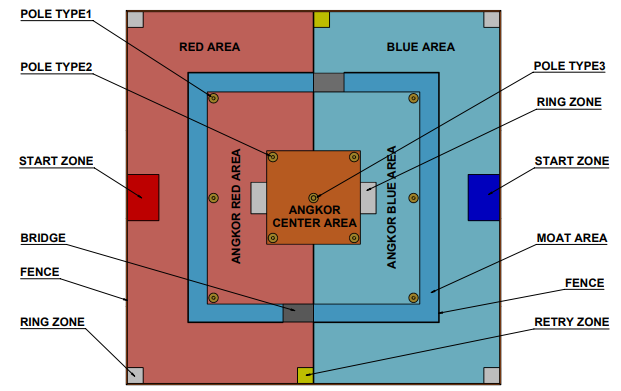 POLE TYPE1
RED AREA
BLUE AREA
POLE TYPE2
POLE TYPE3
RING ZONE
START ZONE
START ZONE
ANGKOR RED AREA
ANGKOR
CENTER AREA
ANGKOR BLUE AREA
BRIDGE
MOAT AREA
FENCE
FENCE
RING ZONE
RETRY ZONE